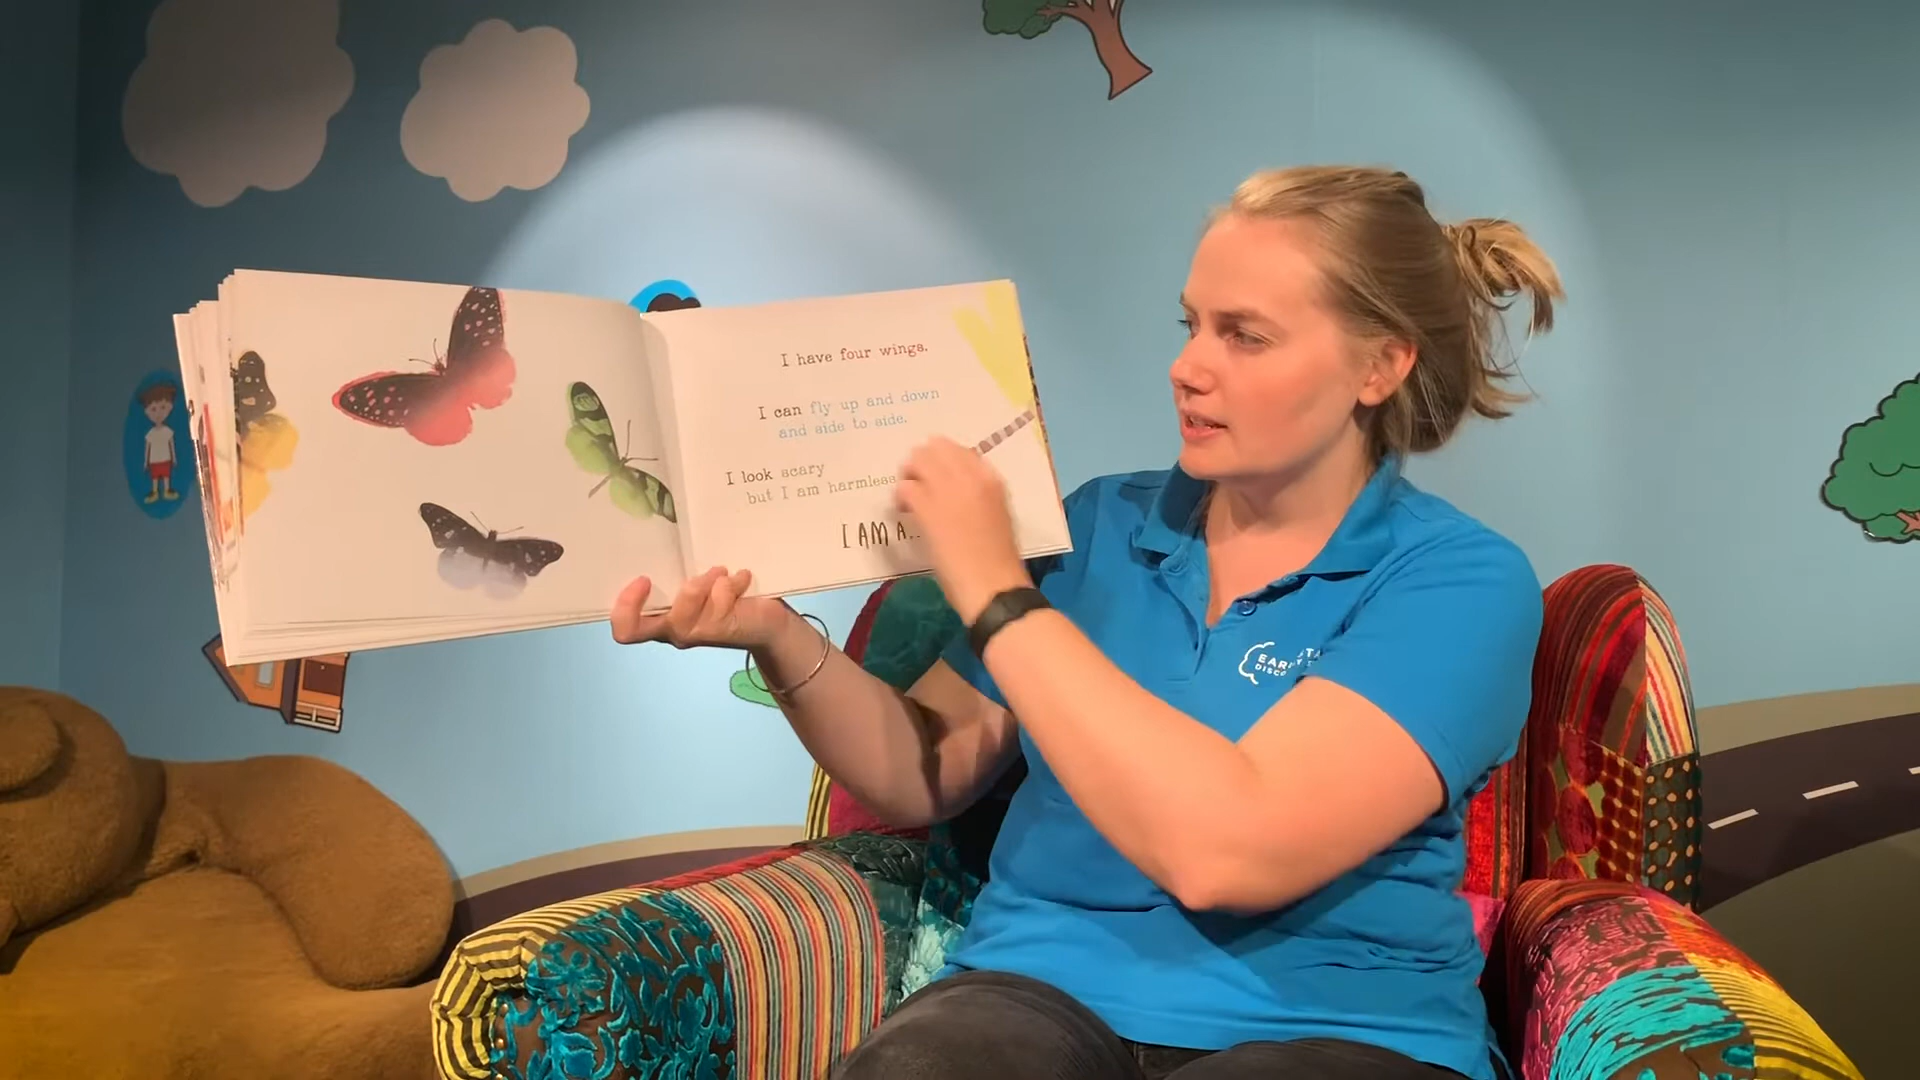 I have four wings.
I can fly up and down
and side to side.
I look scary
but I am harmless
I AM A..